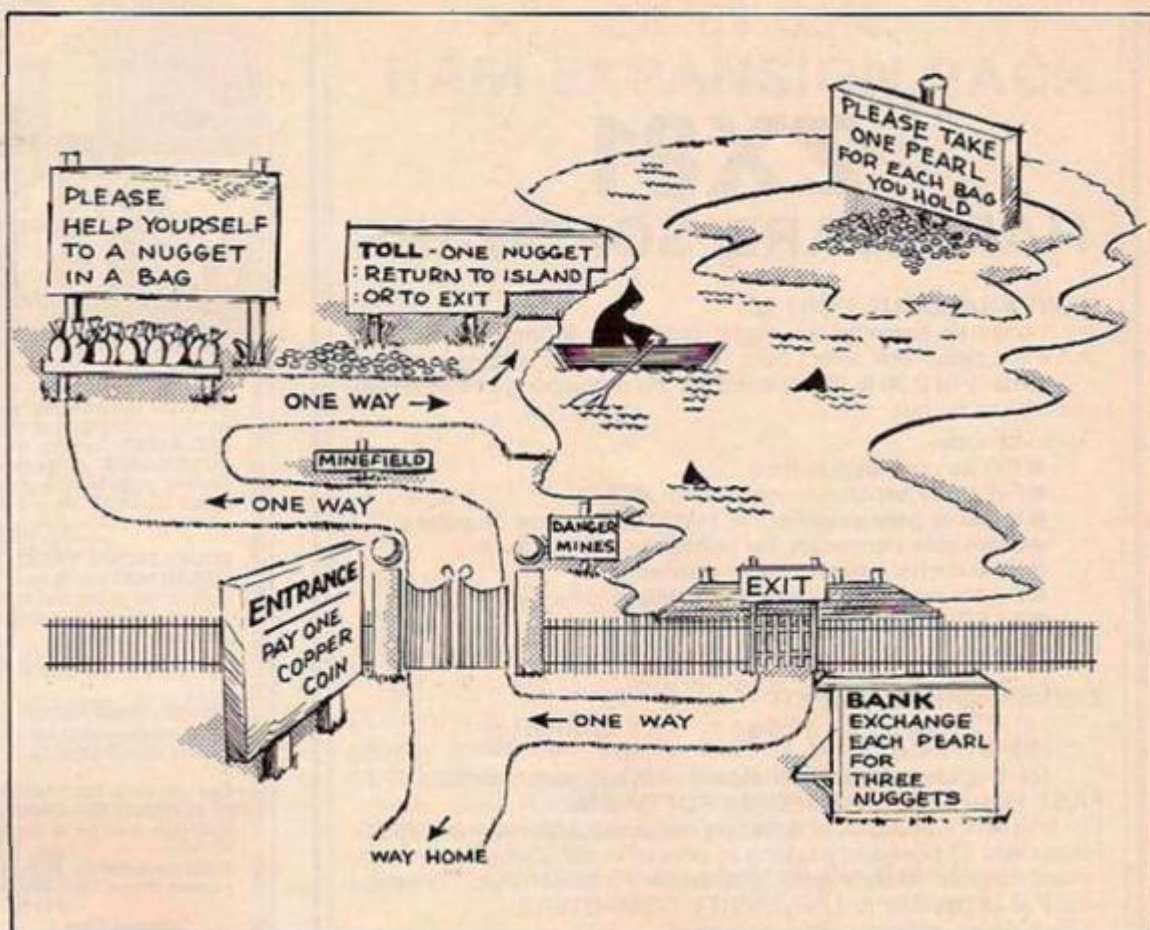 PLEASE TAKE
ONE PEARL
FOR EACH BAG
YOU HOLD
PLEASE
HELP YOURSELF
TO A NUGGET
IN A BAG
TOLL - ONE NUGGET
: RETURN TO ISLAND
: OR TO EXIT
ONE WAY →
MINEFIELD
← ONE WAY
DANGER
MINES
ENTRANCE
PAY ONE
COPPER
COIN
EXIT
← ONE WAY
BANK
EXCHANGE
EACH PEARL
FOR
THREE
NUGGETS
WAY HOME